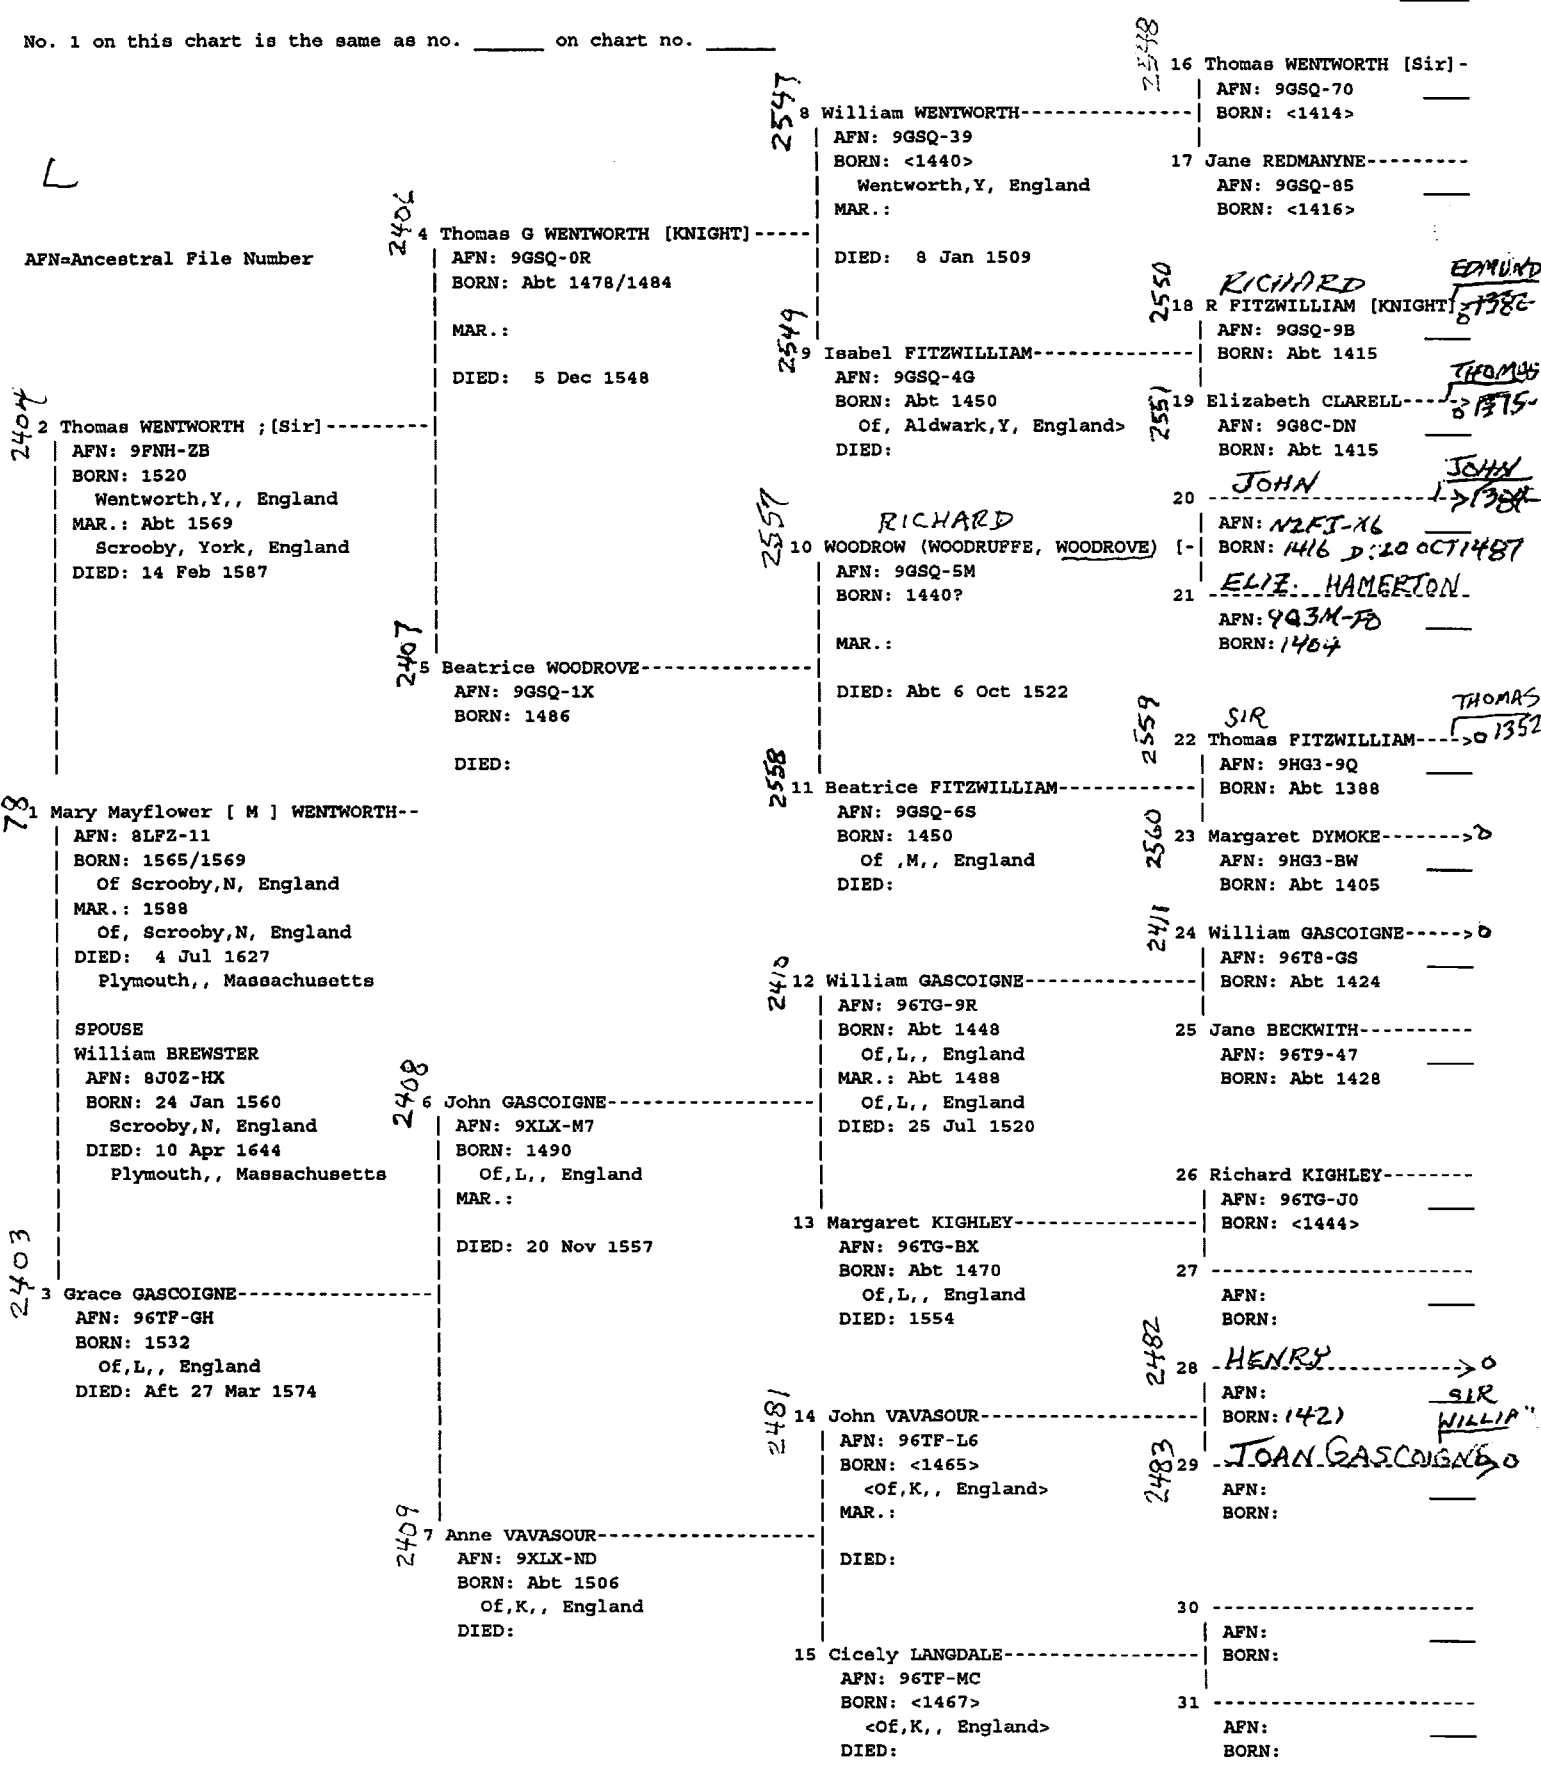 No. 1 on this chart is the same as no. ______ on chart no. ______
L
AFN=Ancestral File Number
2404
2 Thomas WENTWORTH ;[Sir]---------
AFN: 9FNH-ZB
BORN: 1520
Wentworth,Y,, England
MAR.: Abt 1569
Scrooby, York, England
DIED: 14 Feb 1587
78
1 Mary Mayflower [ M ] WENTWORTH--
AFN: 8LFZ-11
BORN: 1565/1569
Of Scrooby,N, England
MAR.: 1588
Of, Scrooby,N, England
DIED: 4 Jul 1627
Plymouth,, Massachusetts
SPOUSE
William BREWSTER
AFN: 8J0Z-HX
BORN: 24 Jan 1560
Scrooby,N, England
DIED: 10 Apr 1644
Plymouth,, Massachusetts
2403
3 Grace GASCOIGNE----------------
AFN: 96TF-GH
BORN: 1532
Of,L,, England
DIED: Aft 27 Mar 1574
2406
4 Thomas G WENTWORTH [KNIGHT]-----
AFN: 9GSQ-0R
BORN: Abt 1478/1484
MAR.:
DIED: 5 Dec 1548
2407
5 Beatrice WOODROVE--------------
AFN: 9GSQ-1X
BORN: 1486
DIED:
2408
6 John GASCOIGNE-----------------
AFN: 9XLX-M7
BORN: 1490
Of,L,, England
MAR.:
DIED: 20 Nov 1557
2409
7 Anne VAVASOUR------------------
AFN: 9XLX-ND
BORN: Abt 1506
Of,K,, England
DIED:
2547
8 William WENTWORTH--------------
AFN: 9GSQ-39
BORN: <1440>
Wentworth,Y, England
MAR.:
DIED: 8 Jan 1509
2549
9 Isabel FITZWILLIAM-------------
AFN: 9GSQ-4G
BORN: Abt 1450
Of, Aldwark,Y, England>
DIED:
2557
RICHARD
10 WOODROW (WOODRUFFE, WOODROVE) [-
AFN: 9GSQ-5M
BORN: 1440?
MAR.:
DIED: Abt 6 Oct 1522
2558
11 Beatrice FITZWILLIAM-----------
AFN: 9GSQ-6S
BORN: 1450
Of ,M,, England
DIED:
2410
12 William GASCOIGNE--------------
AFN: 96TG-9R
BORN: Abt 1448
Of,L,, England
MAR.: Abt 1488
Of,L,, England
DIED: 25 Jul 1520
13 Margaret KIGHLEY---------------
AFN: 96TG-BX
BORN: Abt 1470
Of,L,, England
DIED: 1554
2481
14 John VAVASOUR------------------
AFN: 96TF-L6
BORN: <1465>
<Of,K,, England>
MAR.:
DIED:
15 Cicely LANGDALE----------------
AFN: 96TF-MC
BORN: <1467>
<Of,K,, England>
DIED:
2548
16 Thomas WENTWORTH [Sir]-
AFN: 9GSQ-70
BORN: <1414>
17 Jane REDMANYNE---------
AFN: 9GSQ-85
BORN: <1416>
2550
RICHARD
EDMUND
18 R FITZWILLIAM [KNIGHT]
AFN: 9GSQ-9B
BORN: Abt 1415
2551
THOMAS
19 Elizabeth CLARELL----->
1375
AFN: 9G8C-DN
BORN: Abt 1415
JOHN
JOHN
20 ----------------------
AFN: N2FJ-X6
BORN: 1416 D: 20 OCT 1487
ELIZ. HAMERTON
21 ----------------------
AFN: 9Q3M-
BORN: 1404
2559
SIR
THOMAS
22 Thomas FITZWILLIAM---->0 1352
AFN: 9HG3-9Q
BORN: Abt 1388
2560
23 Margaret DYMOKE------->0
AFN: 9HG3-BW
BORN: Abt 1405
2411
24 William GASCOIGNE----->0
AFN: 96T8-GS
BORN: Abt 1424
25 Jane BECKWITH----------
AFN: 96T9-47
BORN: Abt 1428
26 Richard KIGHLEY--------
AFN: 96TG-J0
BORN: <1444>
27 ----------------------
AFN:
BORN:
2482
28 HENRY----------------->0
AFN:
BORN: 1421
SIR
WILLIA"
2483
29 JOAN GASCOIGNE>0
AFN:
BORN:
30 ----------------------
AFN:
BORN:
31 ----------------------
AFN:
BORN: